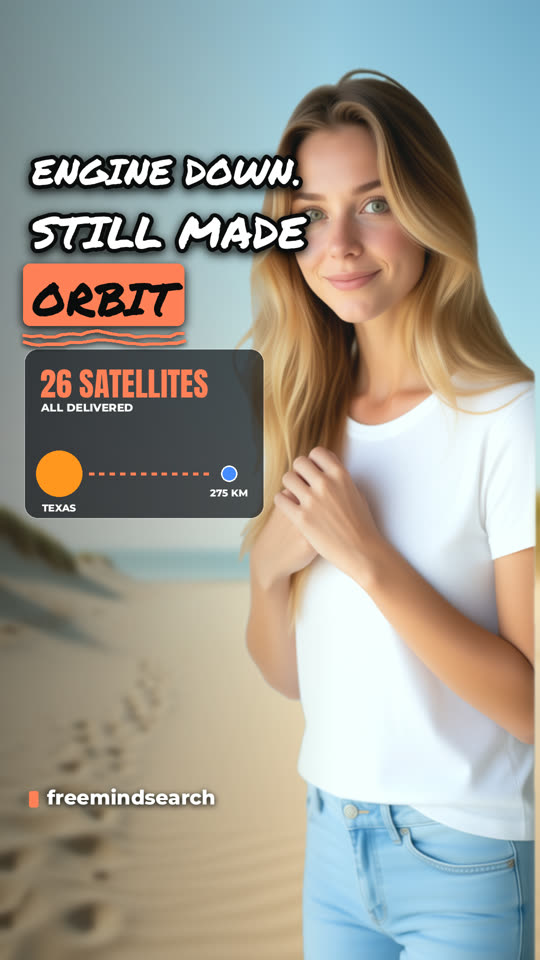 ENGINE DOWN.
STILL MADE
ORBIT
26 SATELLITES
ALL DELIVERED
275 KM
TEXAS
freemindsearch